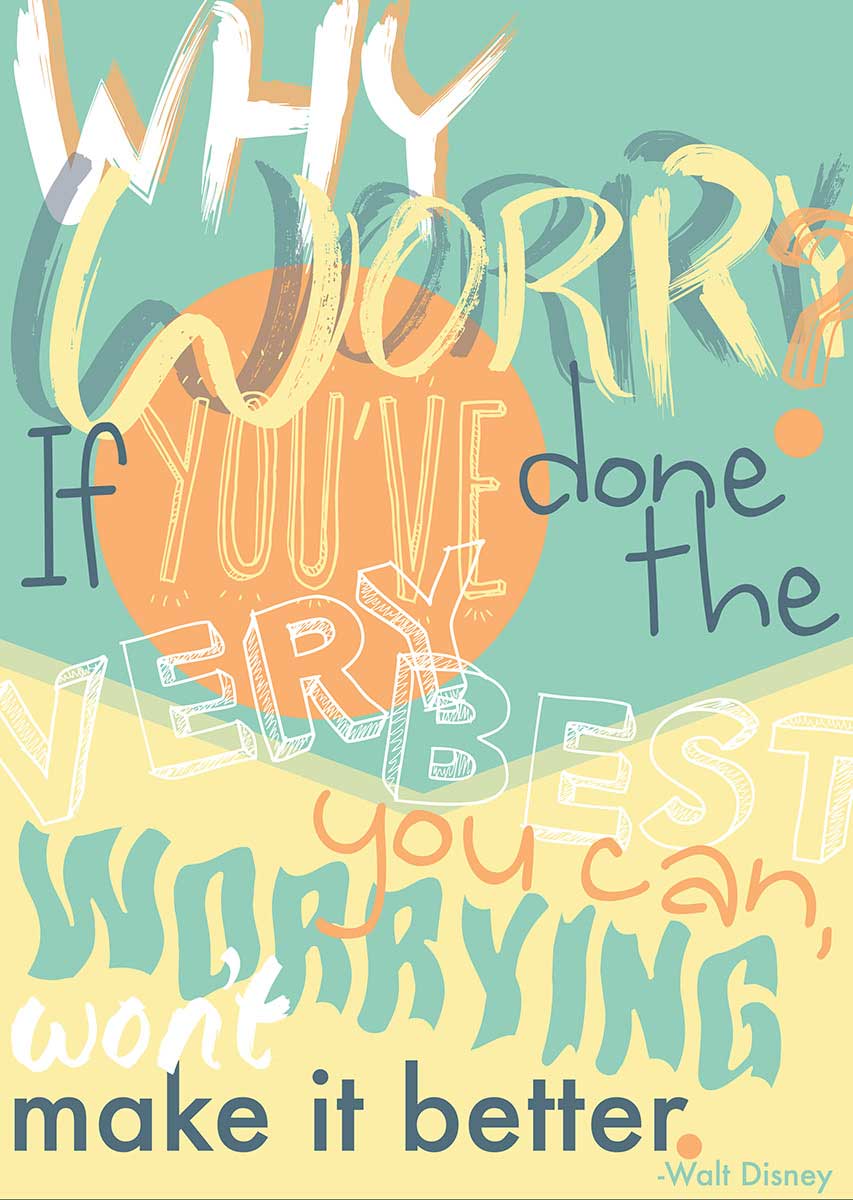 WHY
WORRY?
If YOU'VE done
the
VERY BEST
you can,
WORRYING
won't
make it better.
-Walt Disney